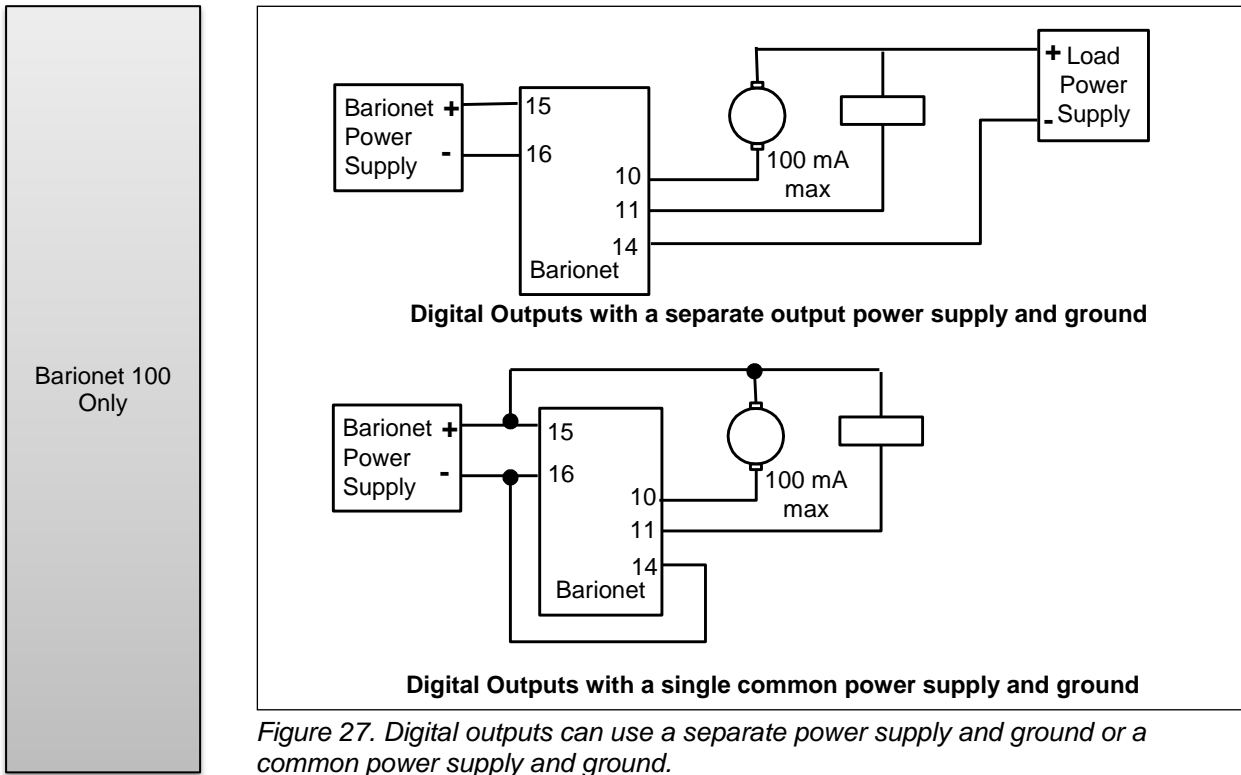 Barionet 100
Only
Barionet +
Power
Supply -
15
16
10
11
14
Barionet
100 mA
max
+ Load
Power
- Supply
Digital Outputs with a separate output power supply and ground
Barionet +
Power
Supply -
15
16
10
11
14
Barionet
100 mA
max
Digital Outputs with a single common power supply and ground
Figure 27. Digital outputs can use a separate power supply and ground or a
common power supply and ground.